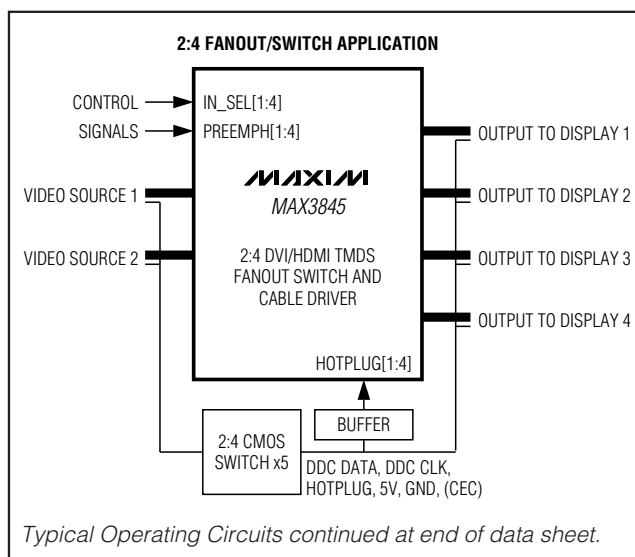 2:4 FANOUT/SWITCH APPLICATION
CONTROL
SIGNALS
IN_SEL[1:4]
PREEMPH[1:4]
VIDEO SOURCE 1
VIDEO SOURCE 2
MAXIM
MAX3845
2:4 DVI/HDMI TMDS
FANOUT SWITCH AND
CABLE DRIVER
HOTPLUG[1:4]
OUTPUT TO DISPLAY 1
OUTPUT TO DISPLAY 2
OUTPUT TO DISPLAY 3
OUTPUT TO DISPLAY 4
BUFFER
2:4 CMOS
SWITCH x5
DDC DATA, DDC CLK,
HOTPLUG, 5V, GND, (CEC)
Typical Operating Circuits continued at end of data sheet.